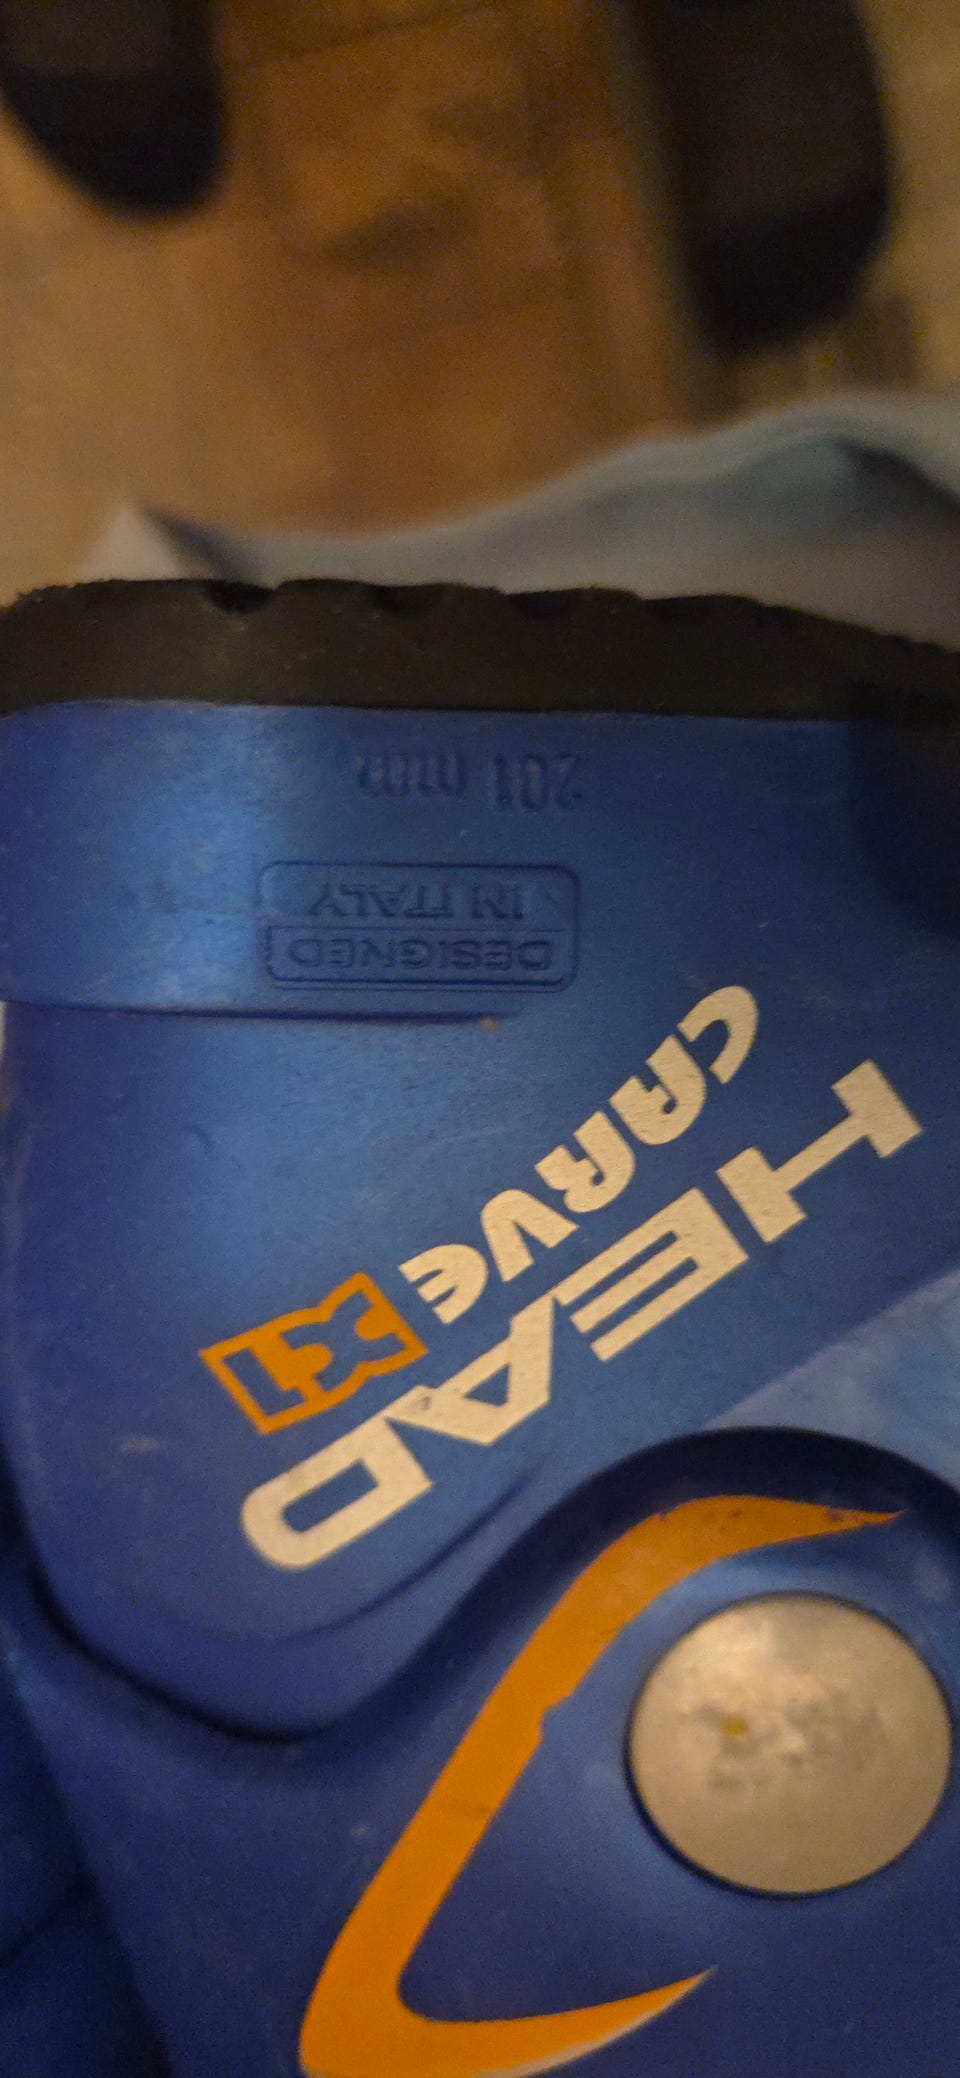 HEAD
CARVE X1
DESIGNED
IN ITALY
201 mm